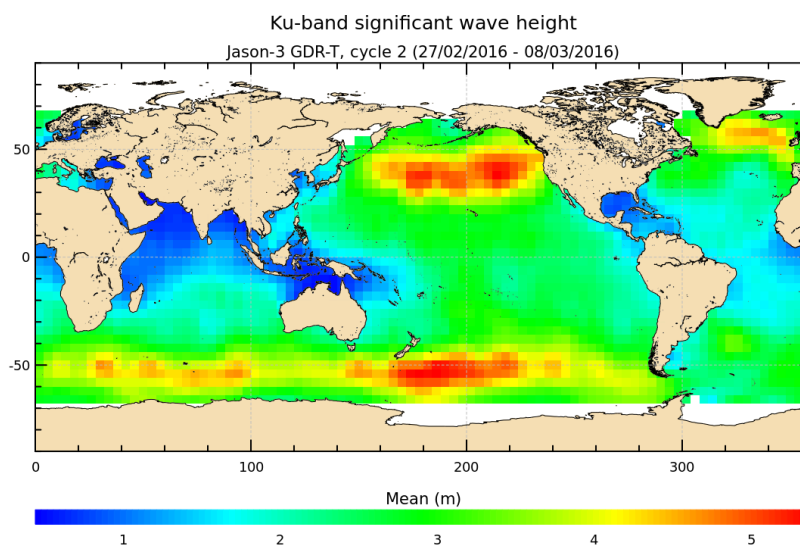 Ku-band significant wave height
Jason-3 GDR-T, cycle 2 (27/02/2016 - 08/03/2016)
50
0
-50
0 100 200 300
Mean (m)
1 2 3 4 5